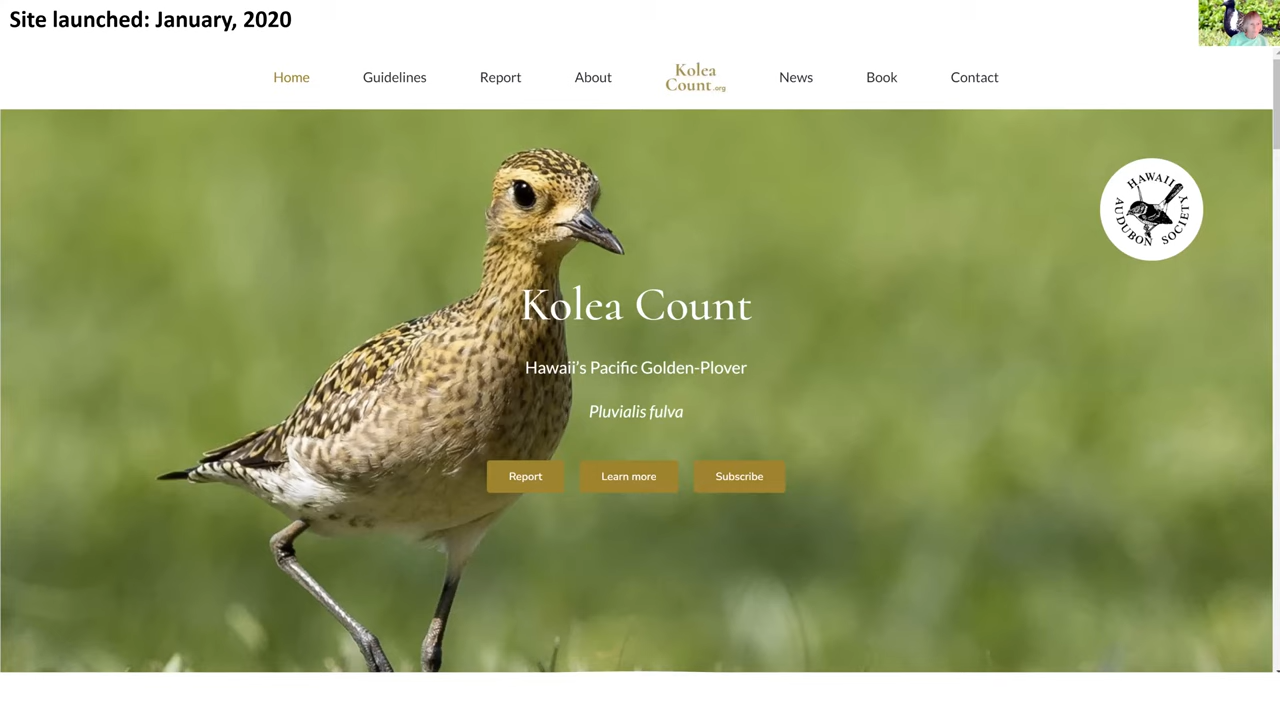 Site launched: January, 2020
Home Guidelines Report About Kolea Count.org News Book Contact
HAWAII AUDUBON SOCIETY
Kolea Count
Hawaii's Pacific Golden-Plover
Pluvialis fulva
Report Learn more Subscribe